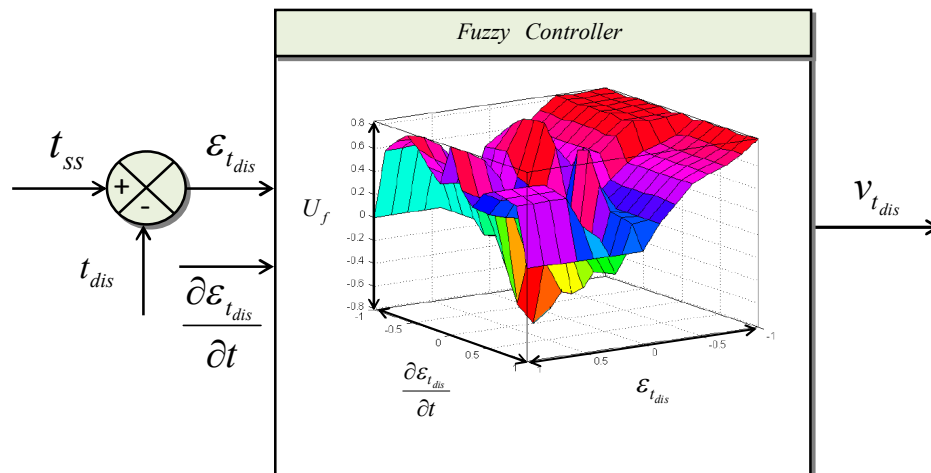 Fuzzy Controller
t_ss
ε_t_dis
+
-
t_dis
∂ε_t_dis
∂t
v_t_dis
U_f
0.8
0.6
0.4
0.2
0
-0.2
-0.4
-0.6
-0.8
-1
-0.5
0
0.5
1
1
0.5
0
-0.5
-1
∂ε_t_dis
∂t
ε_t_dis